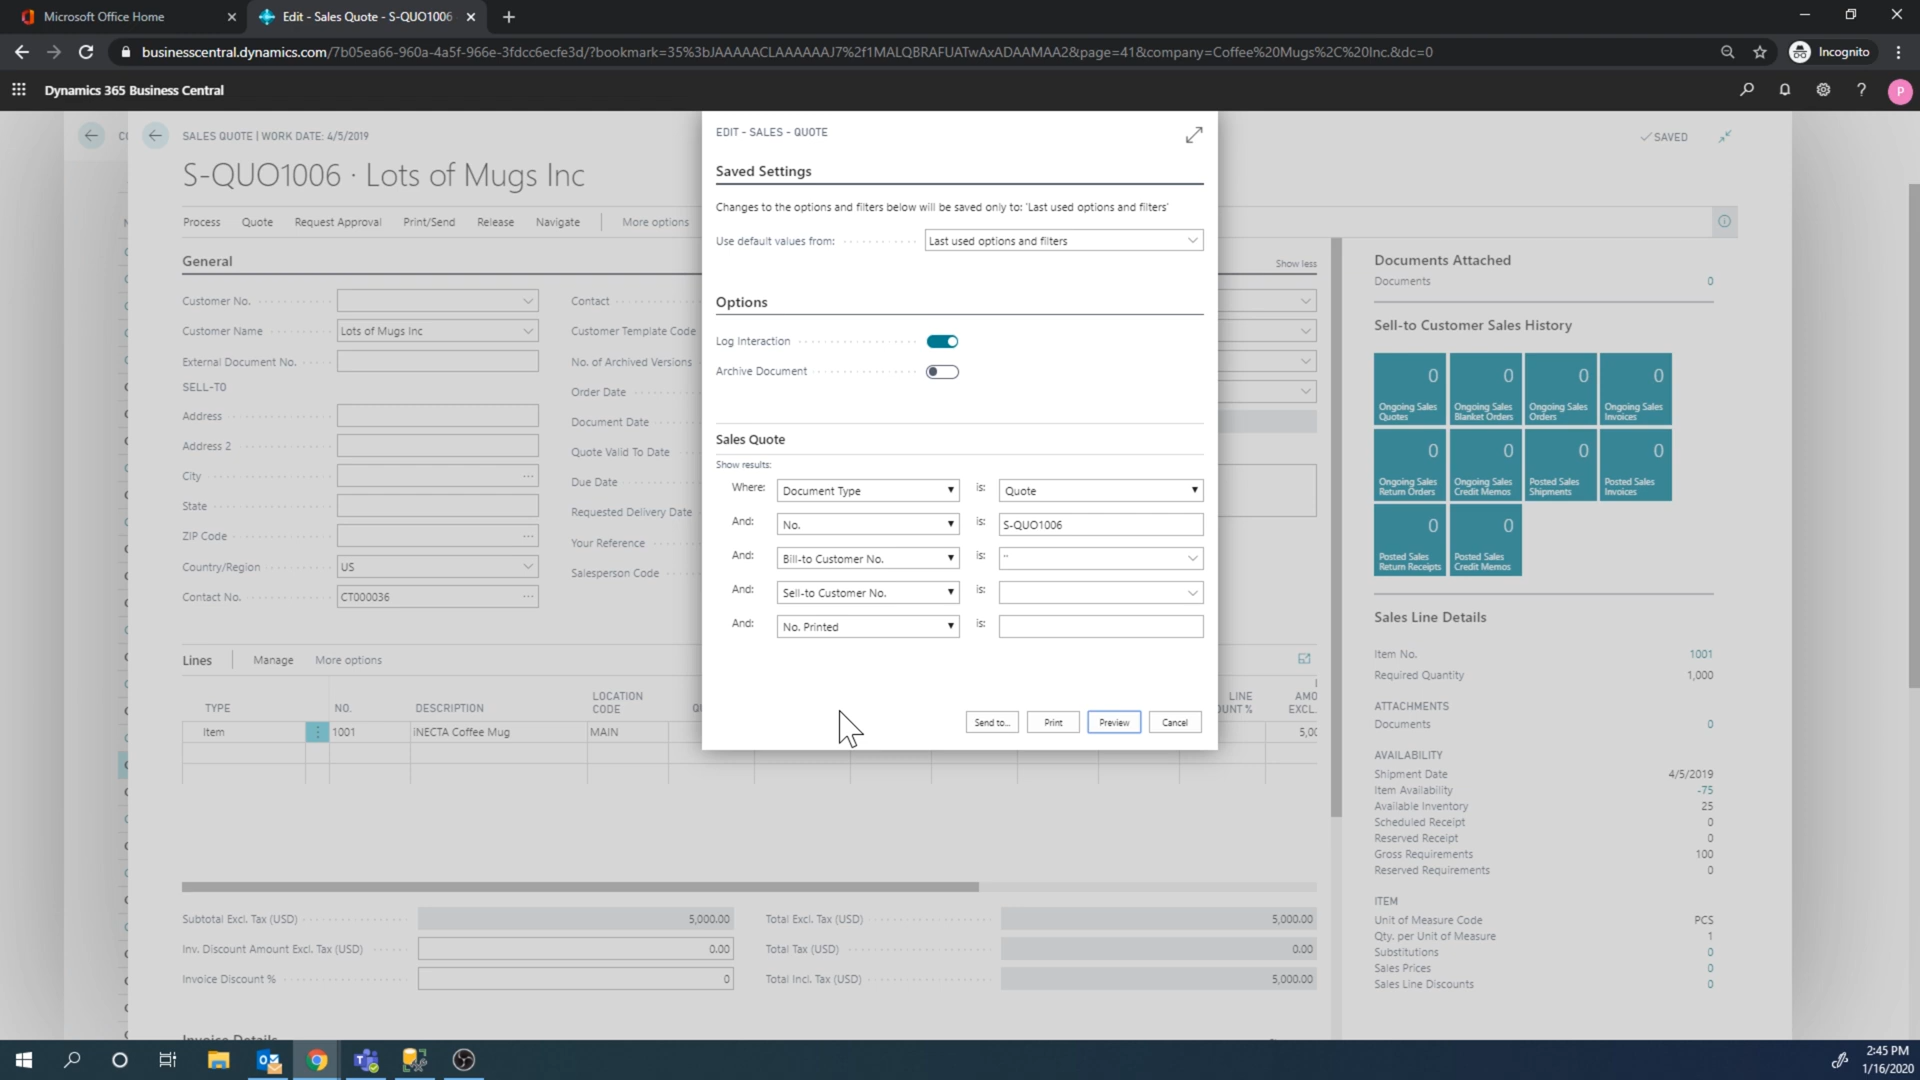 Microsoft Office Home
Edit - Sales Quote - S-QUO1006
businesscentral.dynamics.com/7b05ea66-960a-4a5f-966e-3fdcc6ecfe3d/?bookmark=35%3bJAAAAACLAAAAAAJ7%2f1MALQBRAFUATwAxADAAMAA2&page=41&company=Coffee%20Mugs%2C%20Inc.&dc=0
Incognito
Dynamics 365 Business Central
P
SALES QUOTE | WORK DATE: 4/5/2019
SAVED
S-QUO1006 · Lots of Mugs Inc
Process Quote Request Approval Print/Send Release Navigate More options
General
Show less
Customer No.
Customer Name Lots of Mugs Inc
External Document No.
SELL-TO
Address
Address 2
City
State
ZIP Code
Country/Region US
Contact No. CT000036
Contact
Customer Template Code
No. of Archived Versions
Order Date
Document Date
Quote Valid To Date
Due Date
Requested Delivery Date
Your Reference
Salesperson Code
EDIT - SALES - QUOTE
Saved Settings
Changes to the options and filters below will be saved only to: 'Last used options and filters'
Use default values from: Last used options and filters
Options
Log Interaction
Archive Document
Sales Quote
Show results:
Where: Document Type is: Quote
And: No. is: S-QUO1006
And: Bill-to Customer No. is: ''
And: Sell-to Customer No. is:
And: No. Printed is:
Send to... Print Preview Cancel
Lines Manage More options
TYPE NO. DESCRIPTION LOCATION CODE
LINE
AMO
EXCL.
Item 1001 iNECTA Coffee Mug MAIN 5,00
Subtotal Excl. Tax (USD) 5,000.00
Inv. Discount Amount Excl. Tax (USD) 0.00
Invoice Discount % 0
Total Excl. Tax (USD) 5,000.00
Total Tax (USD) 0.00
Total Incl. Tax (USD) 5,000.00
Invoice Details
Documents Attached
Documents 0
Sell-to Customer Sales History
0 Ongoing Sales Quotes
0 Ongoing Sales Blanket Orders
0 Ongoing Sales Orders
0 Ongoing Sales Invoices
0 Ongoing Sales Return Orders
0 Ongoing Sales Credit Memos
0 Posted Sales Shipments
0 Posted Sales Invoices
0 Posted Sales Return Receipts
0 Posted Sales Credit Memos
Sales Line Details
Item No. 1001
Required Quantity 1,000
ATTACHMENTS
Documents 0
AVAILABILITY
Shipment Date 4/5/2019
Item Availability -75
Available Inventory 25
Scheduled Receipt 0
Reserved Receipt 0
Gross Requirements 100
Reserved Requirements 0
ITEM
Unit of Measure Code PCS
Qty. per Unit of Measure 1
Substitutions 0
Sales Prices 0
Sales Line Discounts 0
2:45 PM
1/16/2020